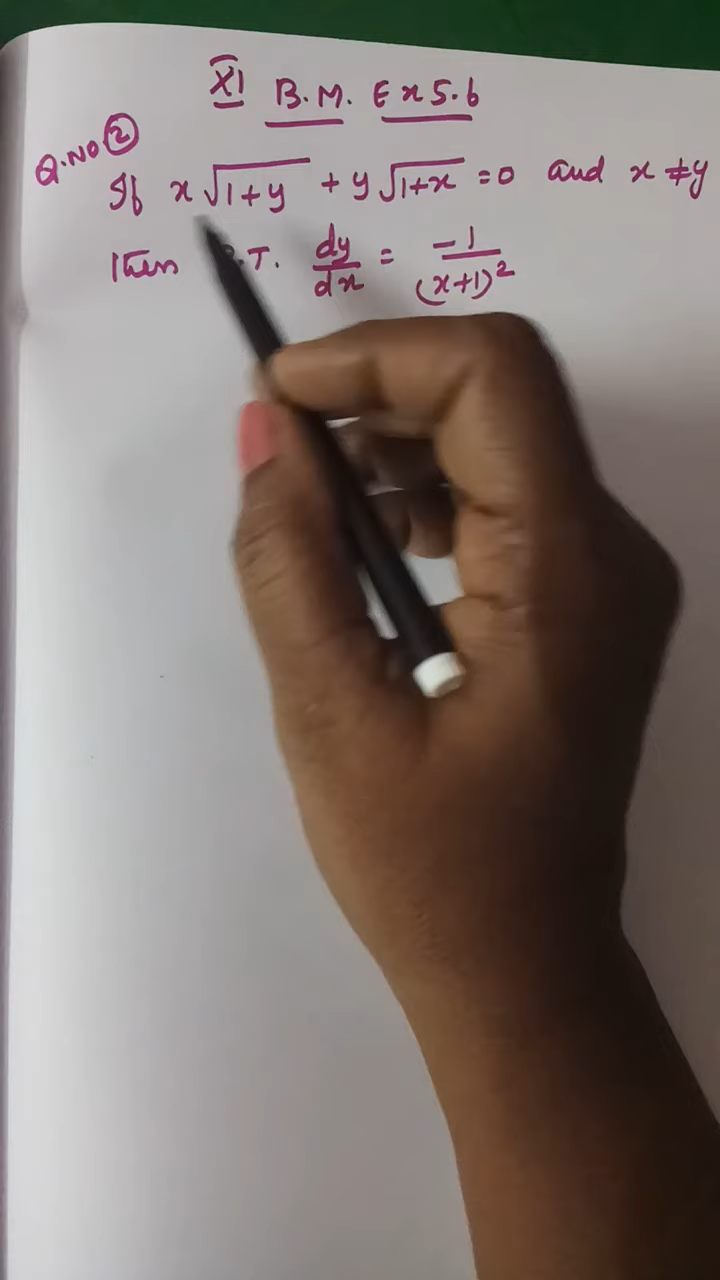 XI B.M. Ex 5.6
Q.NO ②
If x√(1+y) + y√(1+x) = 0 and x ≠ y
Then P.T. dy/dx = -1/(x+1)²